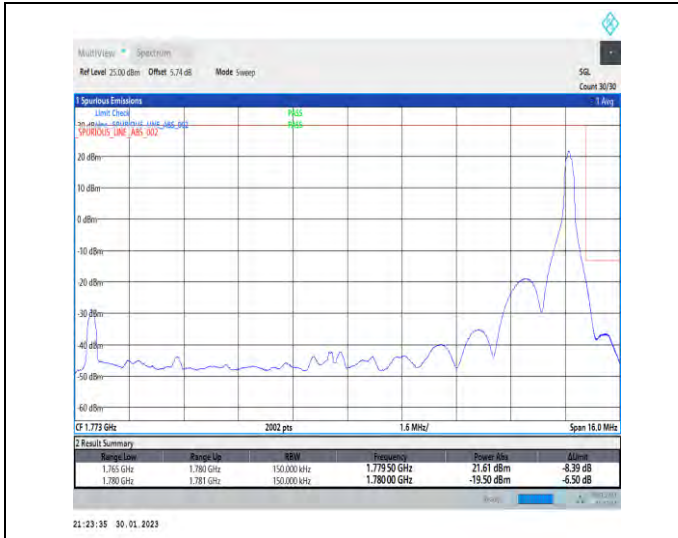 MultiView Spectrum
Ref Level 25.00 dBm Offset 5.74 dB Mode Sweep SGL
Count 30/30
1 Spurious Emissions 1 Avg
Limit Check PASS
SPURIOUS_LINE_ABS_002 PASS
SPURIOUS_LINE_ABS_002
20 dBm
10 dBm
0 dBm
-10 dBm
-20 dBm
-30 dBm
-40 dBm
-50 dBm
-60 dBm
CF 1.773 GHz 2002 pts 1.6 MHz/ Span 16.0 MHz
2 Result Summary
Range Low Range Up RBW Frequency Power Abs ΔLimit
1.765 GHz 1.780 GHz 150.000 kHz 1.779 50 GHz 21.61 dBm -8.39 dB
1.780 GHz 1.781 GHz 150.000 kHz 1.780 00 GHz -19.50 dBm -6.50 dB
21:23:35 30.01.2023